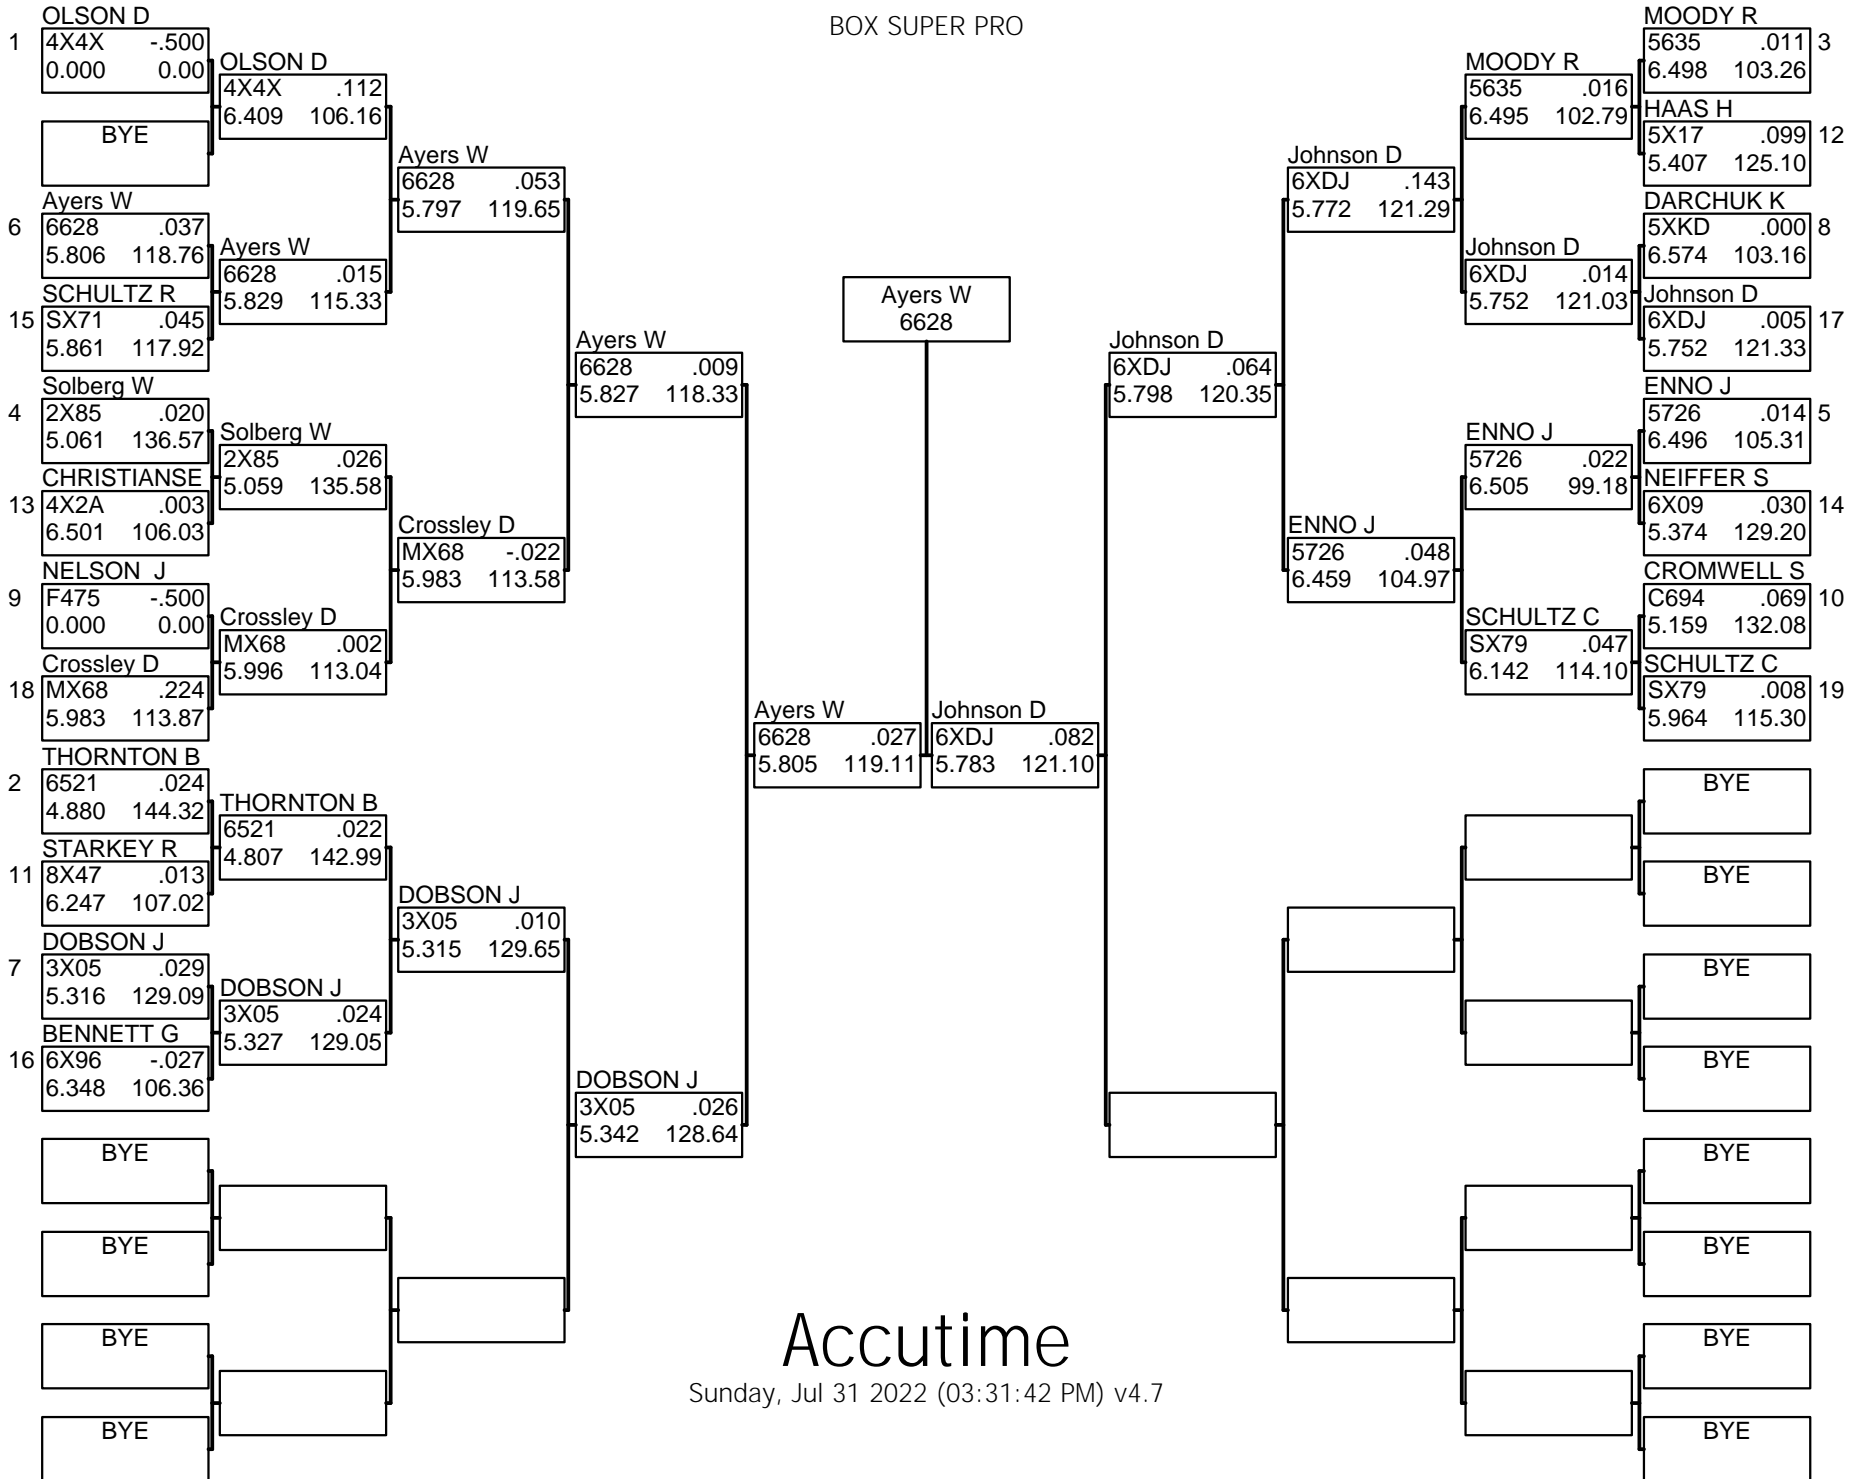 BOX SUPER PRO
OLSON D
1
4X4X -.500
0.000 0.00
BYE
Ayers W
6
6628 .037
5.806 118.76
SCHULTZ R
15
SX71 .045
5.861 117.92
Solberg W
4
2X85 .020
5.061 136.57
CHRISTIANSE
13
4X2A .003
6.501 106.03
NELSON J
9
F475 -.500
0.000 0.00
Crossley D
18
MX68 .224
5.983 113.87
THORNTON B
2
6521 .024
4.880 144.32
STARKEY R
11
8X47 .013
6.247 107.02
DOBSON J
7
3X05 .029
5.316 129.09
BENNETT G
16
6X96 -.027
6.348 106.36
BYE
BYE
BYE
BYE
OLSON D
4X4X .112
6.409 106.16
Ayers W
6628 .015
5.829 115.33
Solberg W
2X85 .026
5.059 135.58
Crossley D
MX68 .002
5.996 113.04
THORNTON B
6521 .022
4.807 142.99
DOBSON J
3X05 .024
5.327 129.05
Ayers W
6628 .053
5.797 119.65
Crossley D
MX68 -.022
5.983 113.58
DOBSON J
3X05 .010
5.315 129.65
Ayers W
6628 .009
5.827 118.33
DOBSON J
3X05 .026
5.342 128.64
Ayers W
6628 .027
5.805 119.11
Ayers W
6628
Johnson D
6XDJ .082
5.783 121.10
Johnson D
6XDJ .064
5.798 120.35
Johnson D
6XDJ .143
5.772 121.29
ENNO J
5726 .048
6.459 104.97
MOODY R
5635 .016
6.495 102.79
Johnson D
6XDJ .014
5.752 121.03
ENNO J
5726 .022
6.505 99.18
SCHULTZ C
SX79 .047
6.142 114.10
MOODY R
5635 .011 3
6.498 103.26
HAAS H
5X17 .099 12
5.407 125.10
DARCHUK K
5XKD .000 8
6.574 103.16
Johnson D
6XDJ .005 17
5.752 121.33
ENNO J
5726 .014 5
6.496 105.31
NEIFFER S
6X09 .030 14
5.374 129.20
CROMWELL S
C694 .069 10
5.159 132.08
SCHULTZ C
SX79 .008 19
5.964 115.30
BYE
BYE
BYE
BYE
BYE
BYE
BYE
BYE
Accutime
Sunday, Jul 31 2022 (03:31:42 PM) v4.7